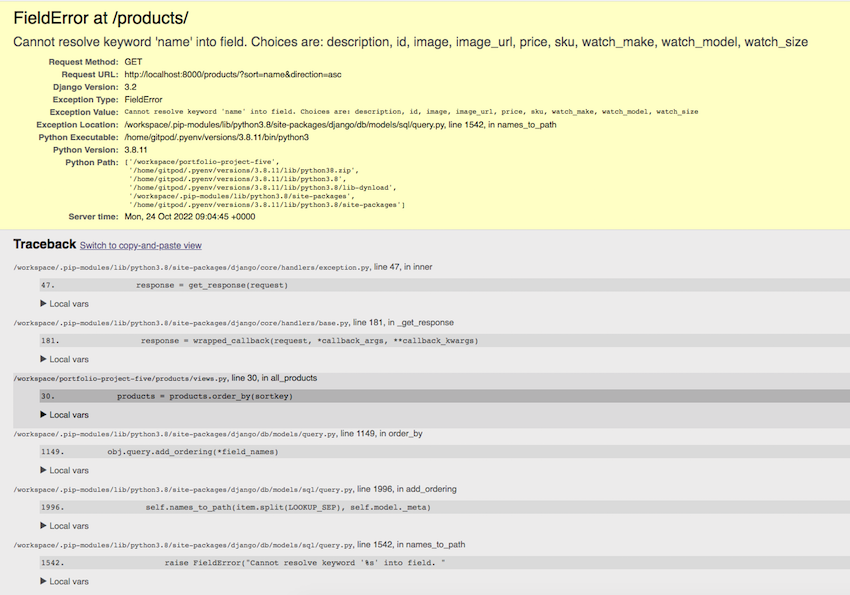 FieldError at /products/
Cannot resolve keyword 'name' into field. Choices are: description, id, image, image_url, price, sku, watch_make, watch_model, watch_size
Request Method: GET
Request URL: http://localhost:8000/products/?sort=name&direction=asc
Django Version: 3.2
Exception Type: FieldError
Exception Value: Cannot resolve keyword 'name' into field. Choices are: description, id, image, image_url, price, sku, watch_make, watch_model, watch_size
Exception Location: /workspace/.pip-modules/lib/python3.8/site-packages/django/db/models/sql/query.py, line 1542, in names_to_path
Python Executable: /home/gitpod/.pyenv/versions/3.8.11/bin/python3
Python Version: 3.8.11
Python Path: ['/workspace/portfolio-project-five',
'/home/gitpod/.pyenv/versions/3.8.11/lib/python38.zip',
'/home/gitpod/.pyenv/versions/3.8.11/lib/python3.8',
'/home/gitpod/.pyenv/versions/3.8.11/lib/python3.8/lib-dynload',
'/workspace/.pip-modules/lib/python3.8/site-packages',
'/home/gitpod/.pyenv/versions/3.8.11/lib/python3.8/site-packages']
Server time: Mon, 24 Oct 2022 09:04:45 +0000
Traceback Switch to copy-and-paste view
/workspace/.pip-modules/lib/python3.8/site-packages/django/core/handlers/exception.py, line 47, in inner
47. response = get_response(request)
▶ Local vars
/workspace/.pip-modules/lib/python3.8/site-packages/django/core/handlers/base.py, line 181, in _get_response
181. response = wrapped_callback(request, *callback_args, **callback_kwargs)
▶ Local vars
/workspace/portfolio-project-five/products/views.py, line 30, in all_products
30. products = products.order_by(sortkey)
▶ Local vars
/workspace/.pip-modules/lib/python3.8/site-packages/django/db/models/query.py, line 1149, in order_by
1149. obj.query.add_ordering(*field_names)
▶ Local vars
/workspace/.pip-modules/lib/python3.8/site-packages/django/db/models/sql/query.py, line 1996, in add_ordering
1996. self.names_to_path(item.split(LOOKUP_SEP), self.model._meta)
▶ Local vars
/workspace/.pip-modules/lib/python3.8/site-packages/django/db/models/sql/query.py, line 1542, in names_to_path
1542. raise FieldError("Cannot resolve keyword '%s' into field. "
▶ Local vars